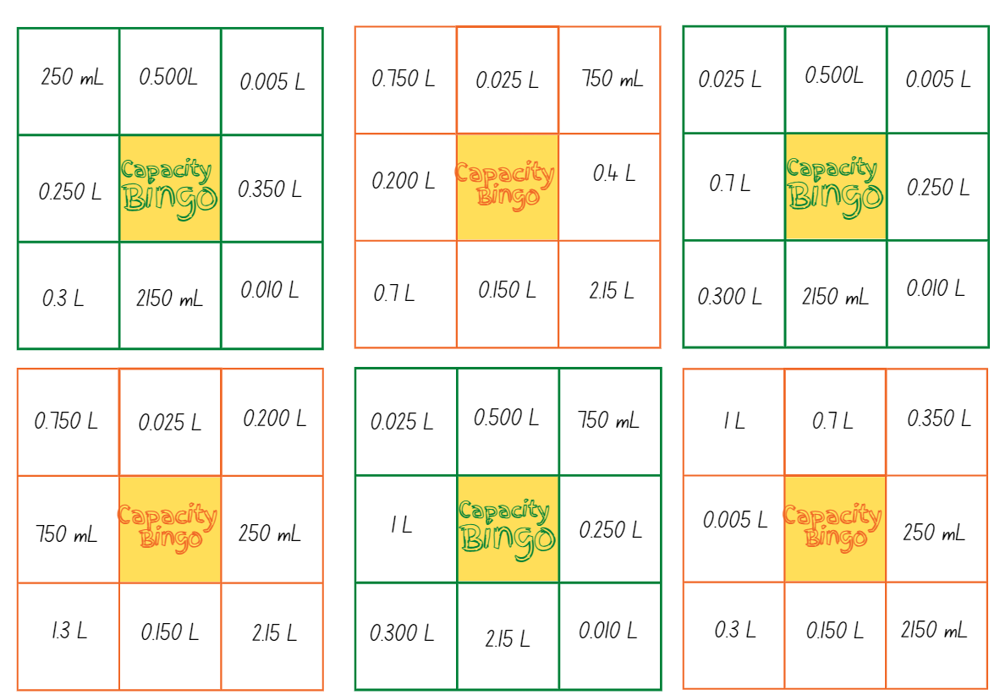 250 mL 0.500L 0.005 L
0.250 L Capacity Bingo 0.350 L
0.3 L 2150 mL 0.010 L
0.750 L 0.025 L 750 mL
0.200 L Capacity Bingo 0.4 L
0.7 L 0.150 L 2.15 L
0.025 L 0.500L 0.005 L
0.7 L Capacity Bingo 0.250 L
0.300 L 2150 mL 0.010 L
0.750 L 0.025 L 0.200 L
750 mL Capacity Bingo 250 mL
1.3 L 0.150 L 2.15 L
0.025 L 0.500 L 750 mL
1 L Capacity Bingo 0.250 L
0.300 L 2.15 L 0.010 L
1 L 0.7 L 0.350 L
0.005 L Capacity Bingo 250 mL
0.3 L 0.150 L 2150 mL